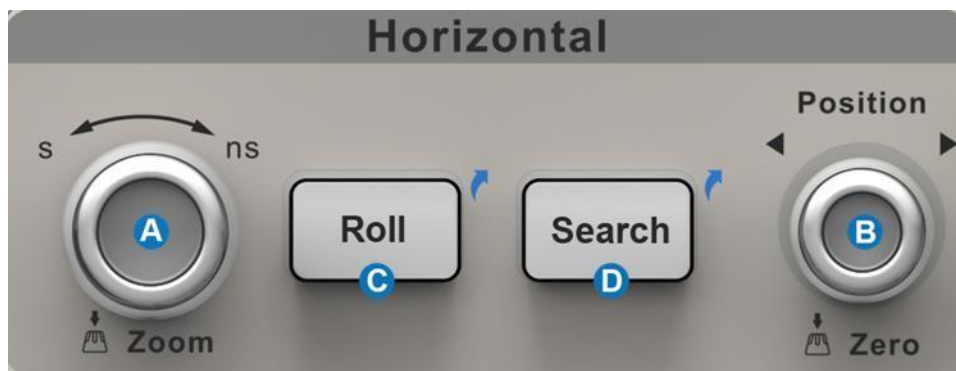 Horizontal
Position
s
ns
A
Roll
Search
B
C
D
Zoom
Zero